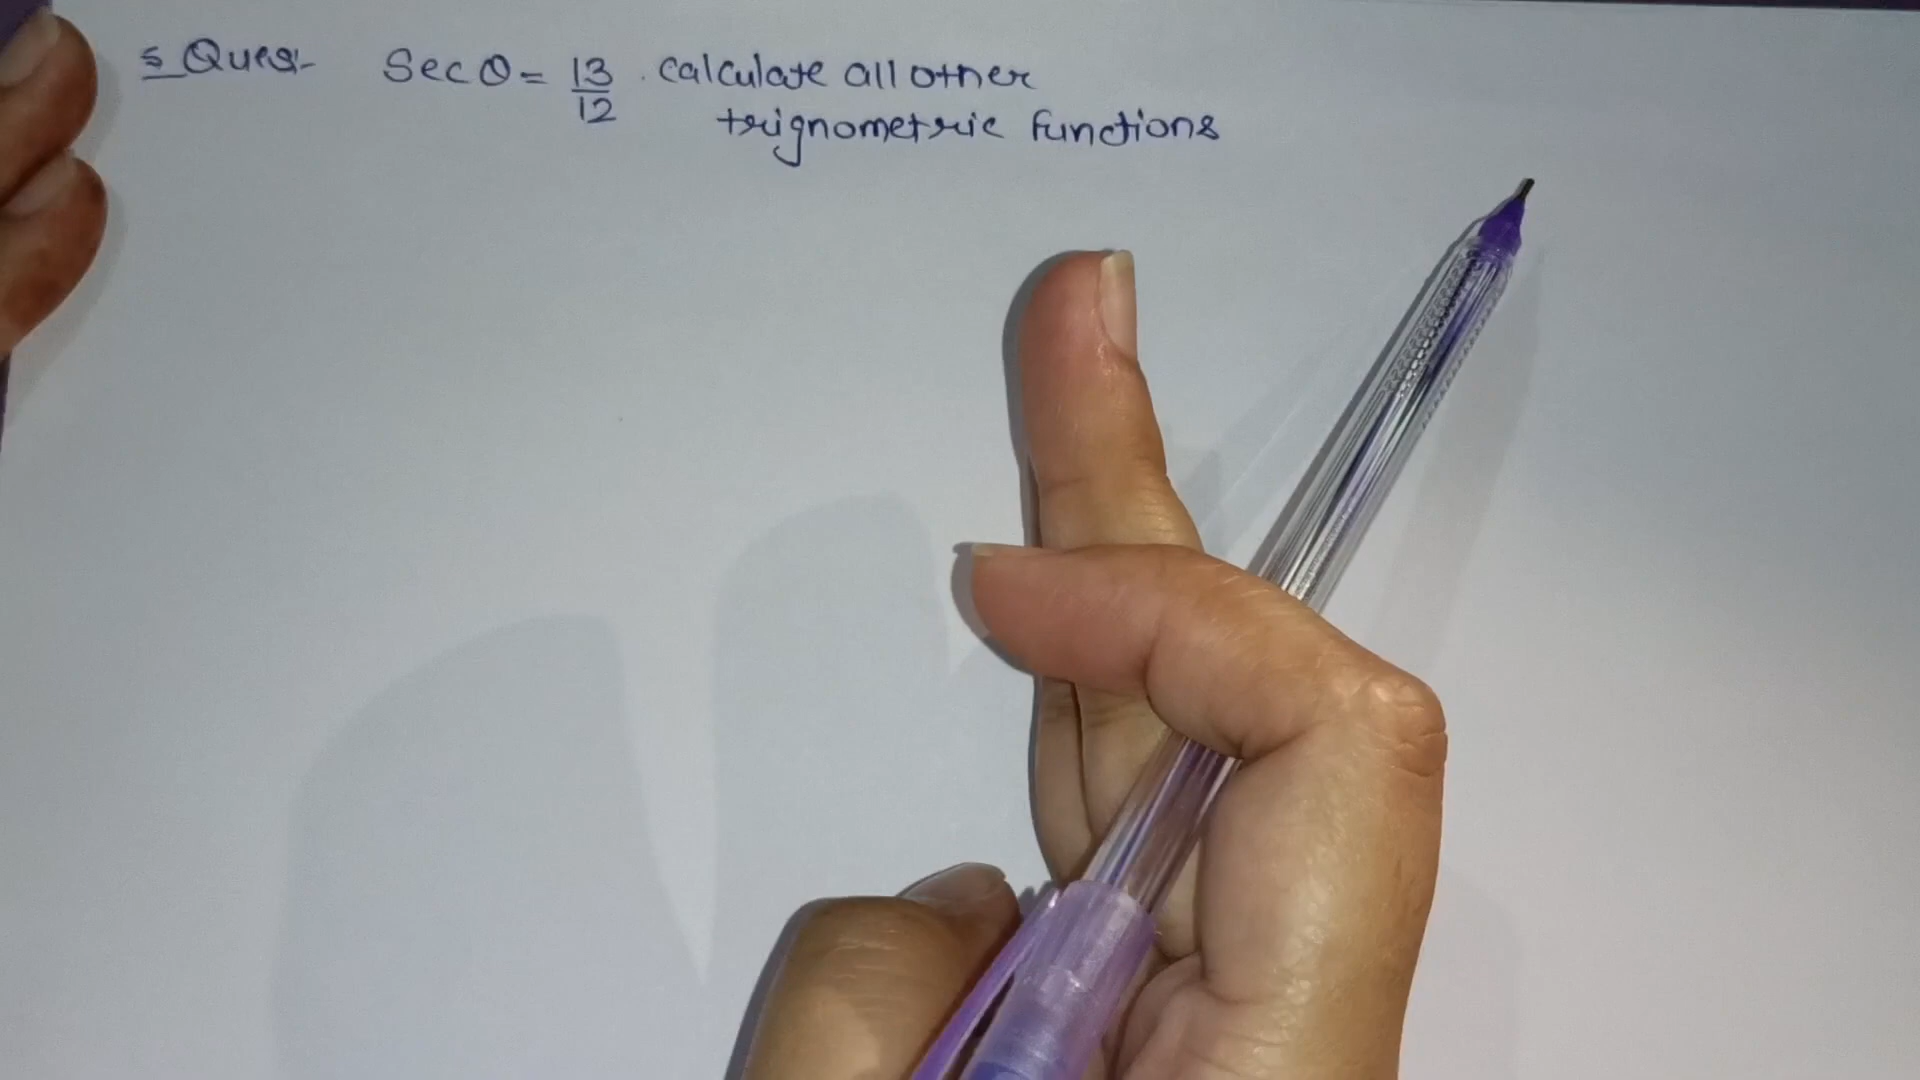 5 Ques:- Sec θ = 13/12 . calculate all other
trignometric functions